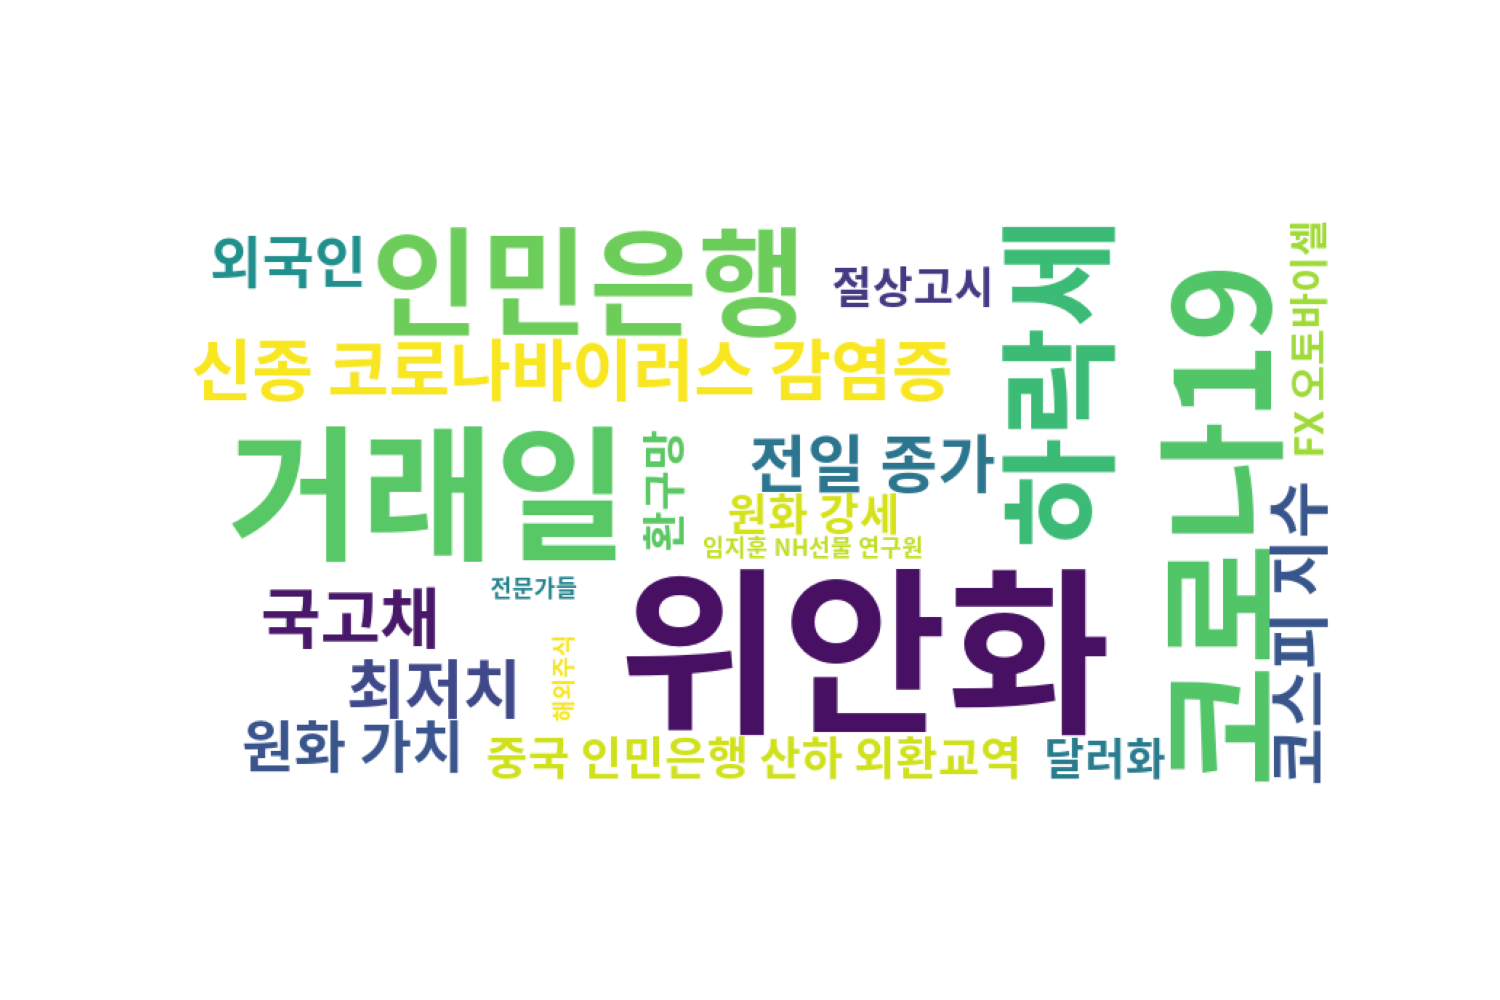 외국인
인민은행
절상고시
하락세
코로나19
FX 오토바이셀
신종 코로나바이러스 감염증
거래일
환구망
전일 종가
원화 강세
임지훈 NH선물 연구원
코스피 지수
전문가들
위안화
국고채
해외주식
최저치
원화 가치
중국 인민은행 산하 외환교역
달러화